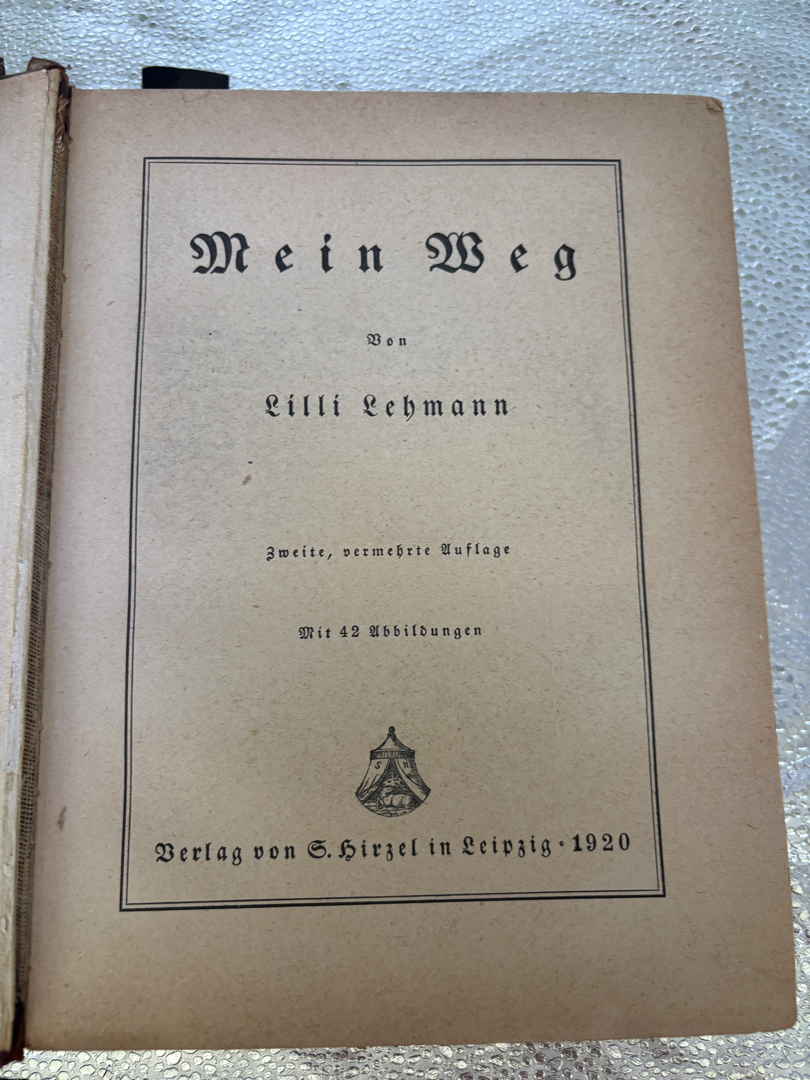 Mein Weg
Von
Lilli Lehmann
Zweite, vermehrte Auflage
Mit 42 Abbildungen
S H
Verlag von S. Hirzel in Leipzig · 1920